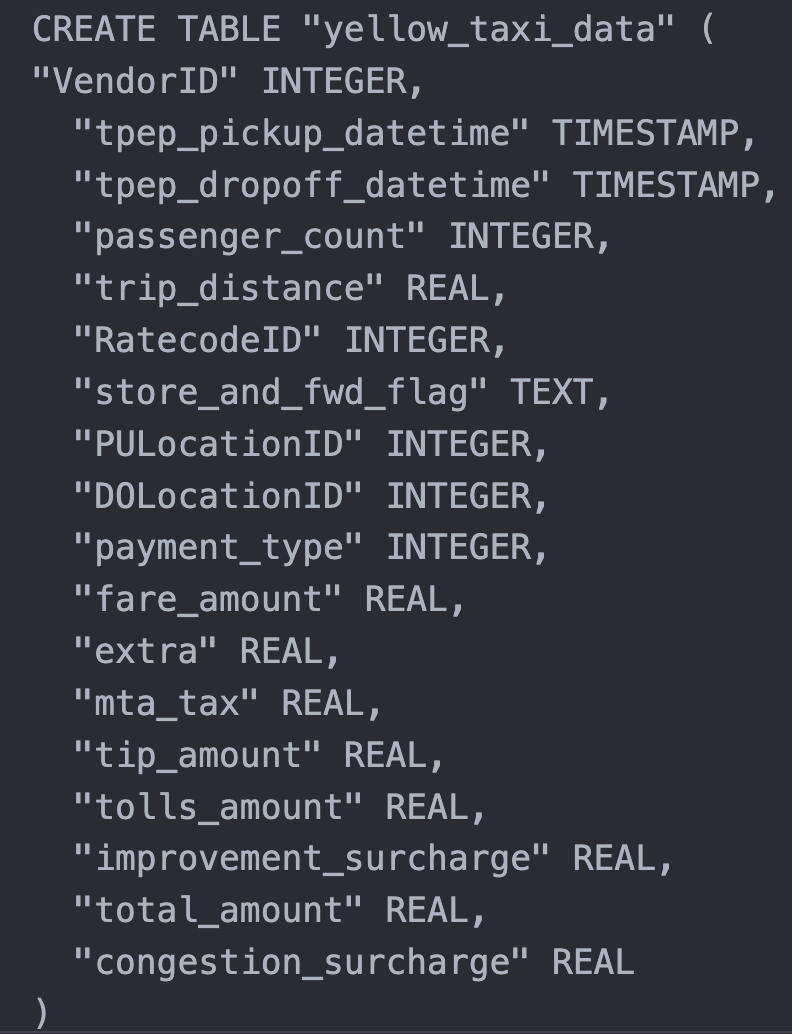 CREATE TABLE "yellow_taxi_data" (
"VendorID" INTEGER,
  "tpep_pickup_datetime" TIMESTAMP,
  "tpep_dropoff_datetime" TIMESTAMP,
  "passenger_count" INTEGER,
  "trip_distance" REAL,
  "RatecodeID" INTEGER,
  "store_and_fwd_flag" TEXT,
  "PULocationID" INTEGER,
  "DOLocationID" INTEGER,
  "payment_type" INTEGER,
  "fare_amount" REAL,
  "extra" REAL,
  "mta_tax" REAL,
  "tip_amount" REAL,
  "tolls_amount" REAL,
  "improvement_surcharge" REAL,
  "total_amount" REAL,
  "congestion_surcharge" REAL
)